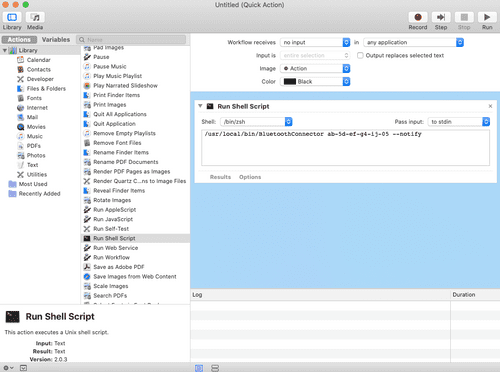 Untitled (Quick Action)
Library
Media
Record
Step
Stop
Run
Actions
Variables
Name
Library
Calendar
Contacts
Developer
Files & Folders
Fonts
Internet
Mail
Movies
Music
PDFs
Photos
Text
Utilities
Most Used
Recently Added
Pad Images
Pause
Pause Music
Play Music Playlist
Play Narrated Slideshow
Print Finder Items
Print Images
Quit All Applications
Quit Application
Remove Empty Playlists
Remove Font Files
Rename Finder Items
Rename PDF Documents
Render PDF Pages as Images
Render Quartz C...ns to Image Files
Reveal Finder Items
Rotate Images
Run AppleScript
Run JavaScript
Run Self-Test
Run Shell Script
Run Web Service
Run Workflow
Save as Adobe PDF
Save Images from Web Content
Scale Images
Search PDFs
Workflow receives
no input
in
any application
Input is
entire selection
Output replaces selected text
Image
Action
Color
Black
Run Shell Script
Shell:
/bin/zsh
Pass input:
to stdin
/usr/local/bin/BluetoothConnector ab-5d-ef-g4-ij-05 --notify
Results
Options
Log
Duration
Run Shell Script
This action executes a Unix shell script.
Input: Text
Result: Text
Version: 2.0.3